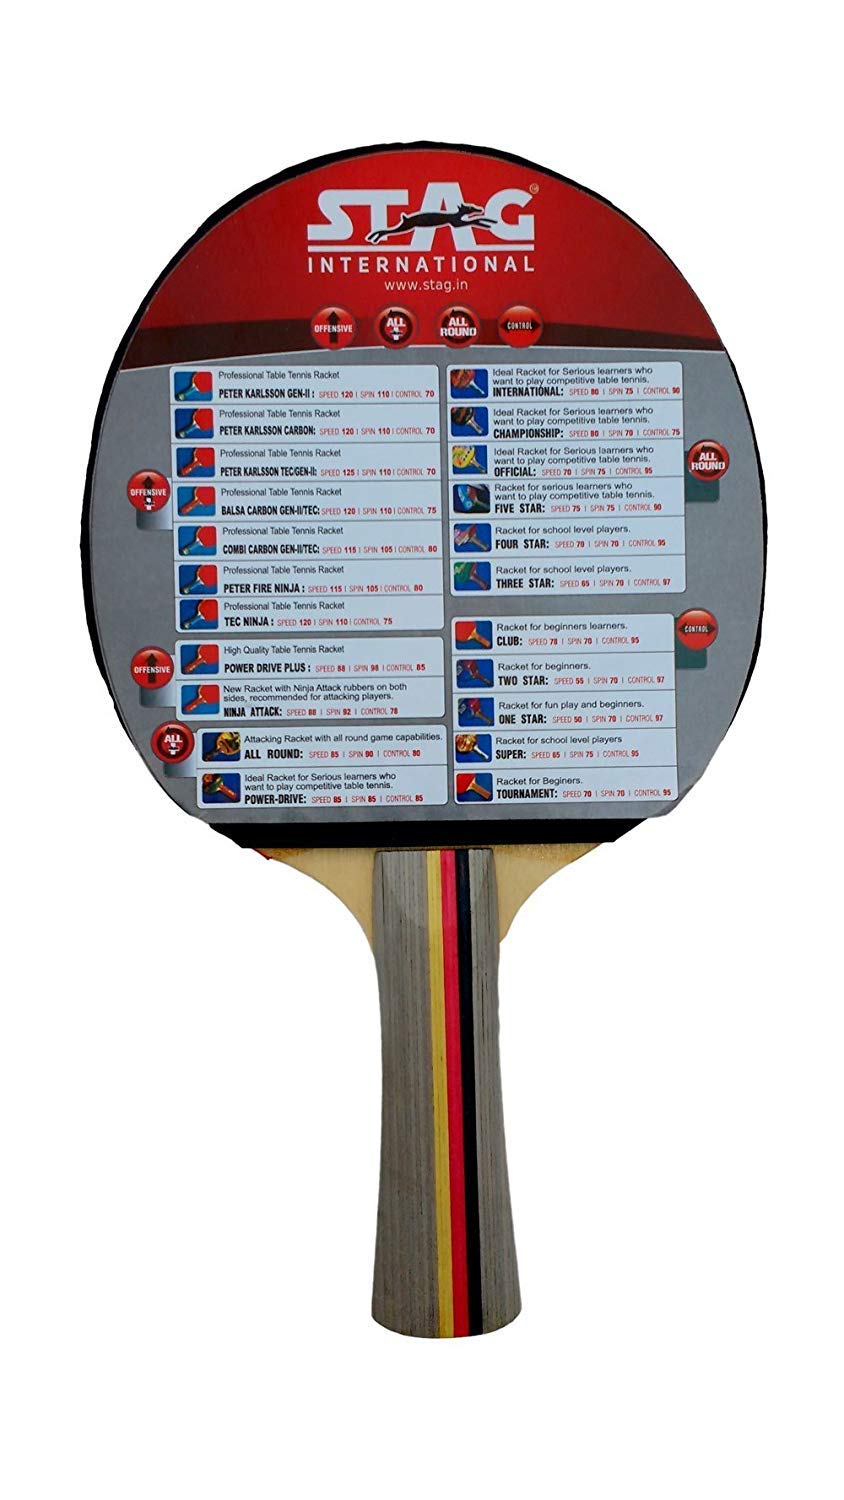 STAG
INTERNATIONAL
www.stag.in
OFFENSIVE
ALL
ALL
ROUND
CONTROL
OFFENSIVE
Professional Table Tennis Racket
PETER KARLSSON GEN-II : SPEED 120 I SPIN 110 I CONTROL 70
Professional Table Tennis Racket
PETER KARLSSON CARBON: SPEED 120 I SPIN 110 I CONTROL 70
Professional Table Tennis Racket
PETER KARLSSON TEC/GEN-II: SPEED 125 I SPIN 110 I CONTROL 70
Professional Table Tennis Racket
BALSA CARBON GEN-II/TEC: SPEED 120 I SPIN 110 I CONTROL 75
Professional Table Tennis Racket
COMBI CARBON GEN-II/TEC: SPEED 115 I SPIN 105 I CONTROL 80
Professional Table Tennis Racket
PETER FIRE NINJA : SPEED 115 I SPIN 105 I CONTROL 80
Professional Table Tennis Racket
TEC NINJA : SPEED 120 I SPIN 110 I CONTROL 75
OFFENSIVE
High Quality Table Tennis Racket
POWER DRIVE PLUS : SPEED 88 I SPIN 98 I CONTROL 85
New Racket with Ninja Attack rubbers on both
sides, recommended for attacking players.
NINJA ATTACK: SPEED 88 I SPIN 92 I CONTROL 78
ALL
Attacking Racket with all round game capabilities.
ALL ROUND: SPEED 85 I SPIN 90 I CONTROL 80
Ideal Racket for Serious learners who
want to play competitive table tennis.
POWER-DRIVE: SPEED 85 I SPIN 85 I CONTROL 85
Ideal Racket for Serious learners who
want to play competitive table tennis.
INTERNATIONAL: SPEED 80 I SPIN 75 I CONTROL 90
Ideal Racket for Serious learners who
want to play competitive table tennis.
CHAMPIONSHIP: SPEED 80 I SPIN 70 I CONTROL 75
Ideal Racket for Serious learners who
want to play competitive table tennis.
OFFICIAL: SPEED 70 I SPIN 75 I CONTROL 95
Racket for serious learners who
want to play competitive table tennis.
FIVE STAR: SPEED 75 I SPIN 75 I CONTROL 90
Racket for school level players.
FOUR STAR: SPEED 70 I SPIN 70 I CONTROL 95
Racket for school level players.
THREE STAR: SPEED 65 I SPIN 70 I CONTROL 97
ALL
ROUND
Racket for beginners learners.
CLUB: SPEED 78 I SPIN 70 I CONTROL 95
Racket for beginners.
TWO STAR: SPEED 55 I SPIN 70 I CONTROL 97
Racket for fun play and beginners.
ONE STAR: SPEED 50 I SPIN 70 I CONTROL 97
Racket for school level players
SUPER: SPEED 65 I SPIN 75 I CONTROL 95
Racket for Beginers.
TOURNAMENT: SPEED 70 I SPIN 70 I CONTROL 95
CONTROL